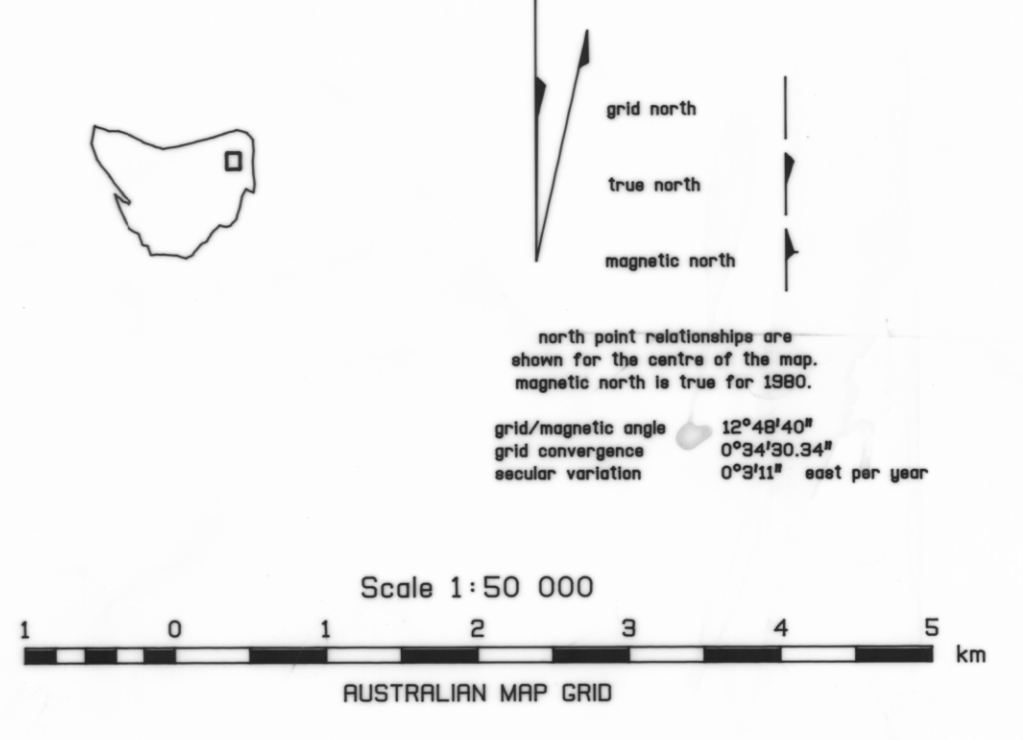 grid north
true north
magnetic north
north point relationships are
shown for the centre of the map.
magnetic north is true for 1980.
grid/magnetic angle 12°48'40"
grid convergence 0°34'30.34"
secular variation 0°3'11" east per year
Scale 1:50 000
1 0 1 2 3 4 5
km
AUSTRALIAN MAP GRID